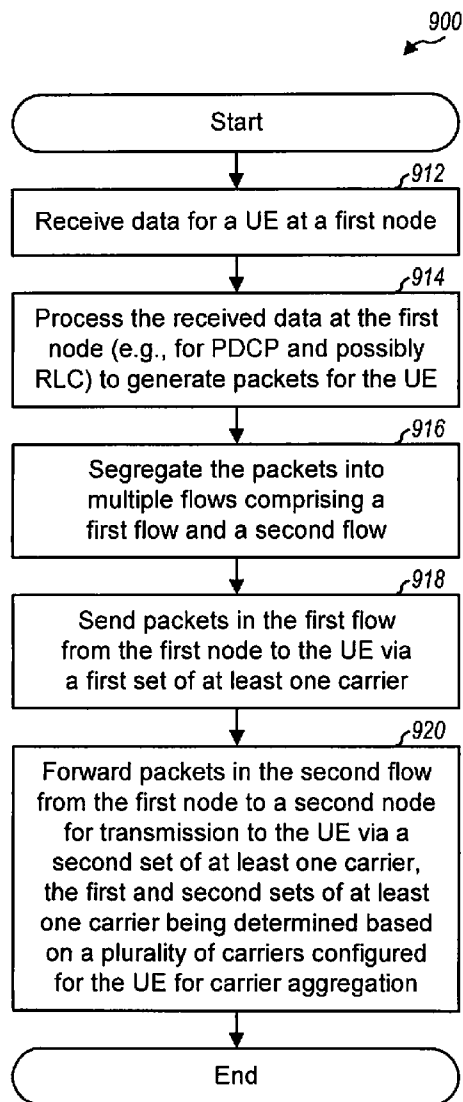 900
Start
912
Receive data for a UE at a first node
914
Process the received data at the first
node (e.g., for PDCP and possibly
RLC) to generate packets for the UE
916
Segregate the packets into
multiple flows comprising a
first flow and a second flow
918
Send packets in the first flow
from the first node to the UE via
a first set of at least one carrier
920
Forward packets in the second flow
from the first node to a second node
for transmission to the UE via a
second set of at least one carrier,
the first and second sets of at least
one carrier being determined based
on a plurality of carriers configured
for the UE for carrier aggregation
End